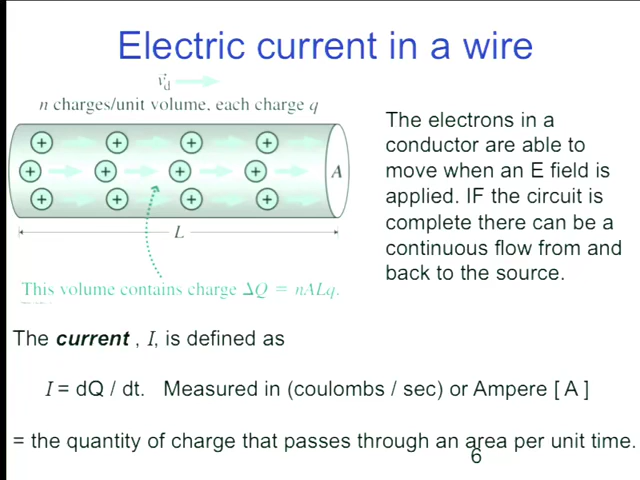 Electric current in a wire
v⃗d
n charges/unit volume, each charge q
A
L
This volume contains charge ΔQ = nALq.
The electrons in a
conductor are able to
move when an E field is
applied. IF the circuit is
complete there can be a
continuous flow from and
back to the source.
The current , I, is defined as
I = dQ / dt. Measured in (coulombs / sec) or Ampere [ A ]
= the quantity of charge that passes through an area per unit time.
6